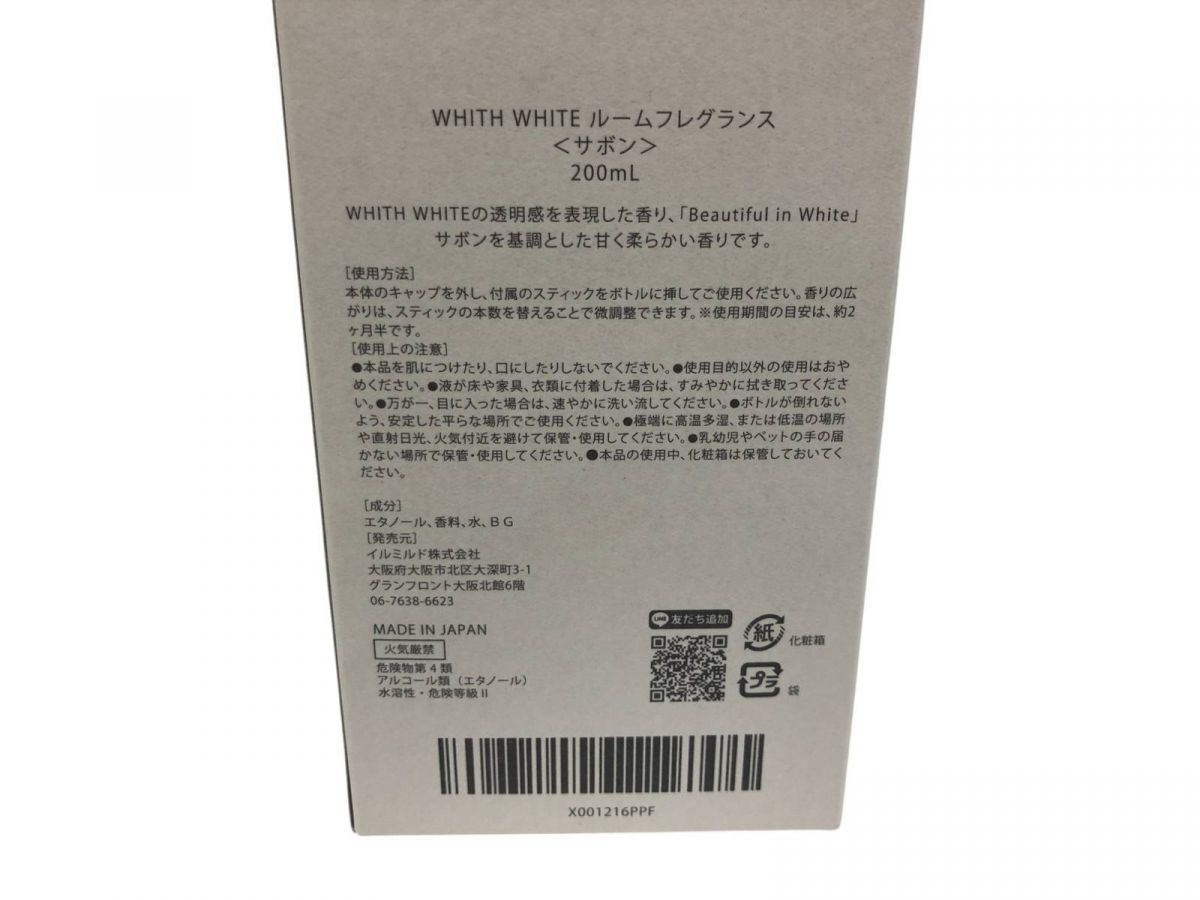 WHITH WHITE ルームフレグランス
＜サボン＞
200mL
WHITH WHITEの透明感を表現した香り、「Beautiful in White」
サボンを基調とした甘く柔らかい香りです。
［使用方法］
本体のキャップを外し、付属のスティックをボトルに挿してご使用ください。香りの広
がりは、スティックの本数を替えることで微調整できます。※使用期間の目安は、約2
ヶ月半です。
［使用上の注意］
●本品を肌につけたり、口にしたりしないでください。●使用目的以外の使用はおや
めください。●液が床や家具、衣類に付着した場合は、すみやかに拭き取ってくださ
い。●万が一、目に入った場合は、速やかに洗い流してください。●ボトルが倒れない
よう、安定した平らな場所でご使用ください。●極端に高温多湿、または低温の場所
や直射日光、火気付近を避けて保管・使用してください。●乳幼児やペットの手の届
かない場所で保管・使用してください。●本品の使用中、化粧箱は保管しておいてく
ださい。
［成分］
エタノール、香料、水、ＢＧ
［発売元］
イルミルド株式会社
大阪府大阪市北区大深町3-1
グランフロント大阪北館6階
06-7638-6623
MADE IN JAPAN
火気厳禁
危険物第４類
アルコール類（エタノール）
水溶性・危険等級Ⅱ
LINE 友だち追加
紙 化粧箱
プラ 袋
X001216PPF